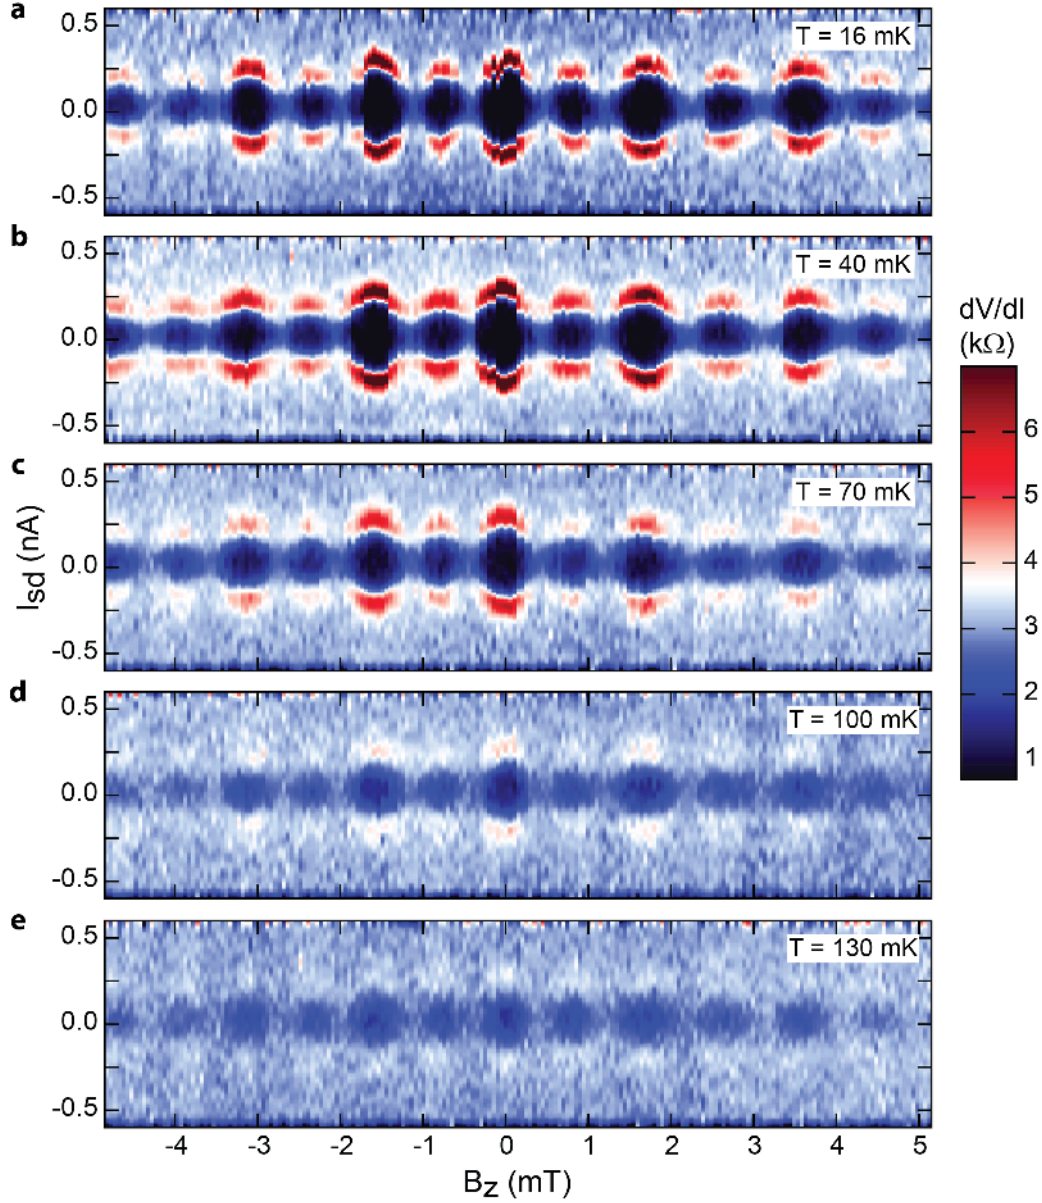 a
0.5
0.0
-0.5
T = 16 mK
b
0.5
0.0
-0.5
T = 40 mK
c
0.5
0.0
-0.5
T = 70 mK
d
0.5
0.0
-0.5
T = 100 mK
e
0.5
0.0
-0.5
T = 130 mK
-4 -3 -2 -1 0 1 2 3 4 5
Bz (mT)
Isd (nA)
dV/dI
(kΩ)
6
5
4
3
2
1